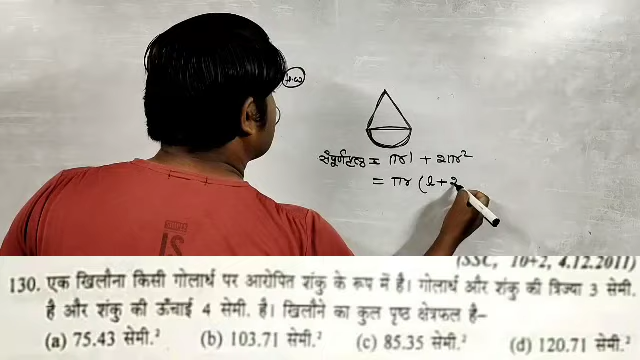 संपूर्णपृष्ठ = πrl + 2πr²
= πr (l + 2
(SSC, 10+2, 4.12.2011)
130. एक खिलौना किसी गोलार्ध पर आरोपित शंकु के रूप में है। गोलार्ध और शंकु की त्रिज्या 3 सेमी.
है और शंकु की ऊँचाई 4 सेमी. है। खिलौने का कुल पृष्ठ क्षेत्रफल है–
(a) 75.43 सेमी.² (b) 103.71 सेमी.² (c) 85.35 सेमी.² (d) 120.71 सेमी.²